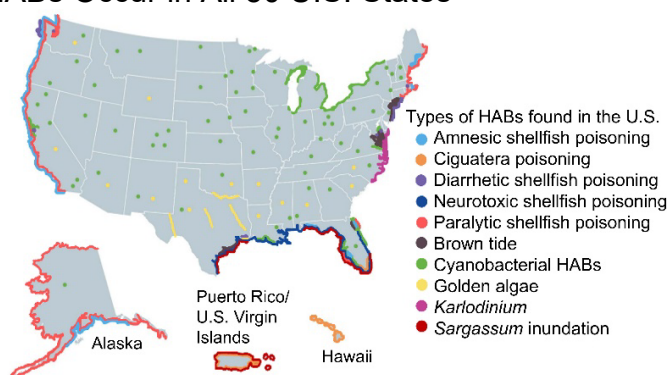 HABs Occur in All 50 U.S. States
Types of HABs found in the U.S.
Amnesic shellfish poisoning
Ciguatera poisoning
Diarrhetic shellfish poisoning
Neurotoxic shellfish poisoning
Paralytic shellfish poisoning
Brown tide
Cyanobacterial HABs
Golden algae
Karlodinium
Sargassum inundation
Puerto Rico/
U.S. Virgin
Islands
Alaska
Hawaii